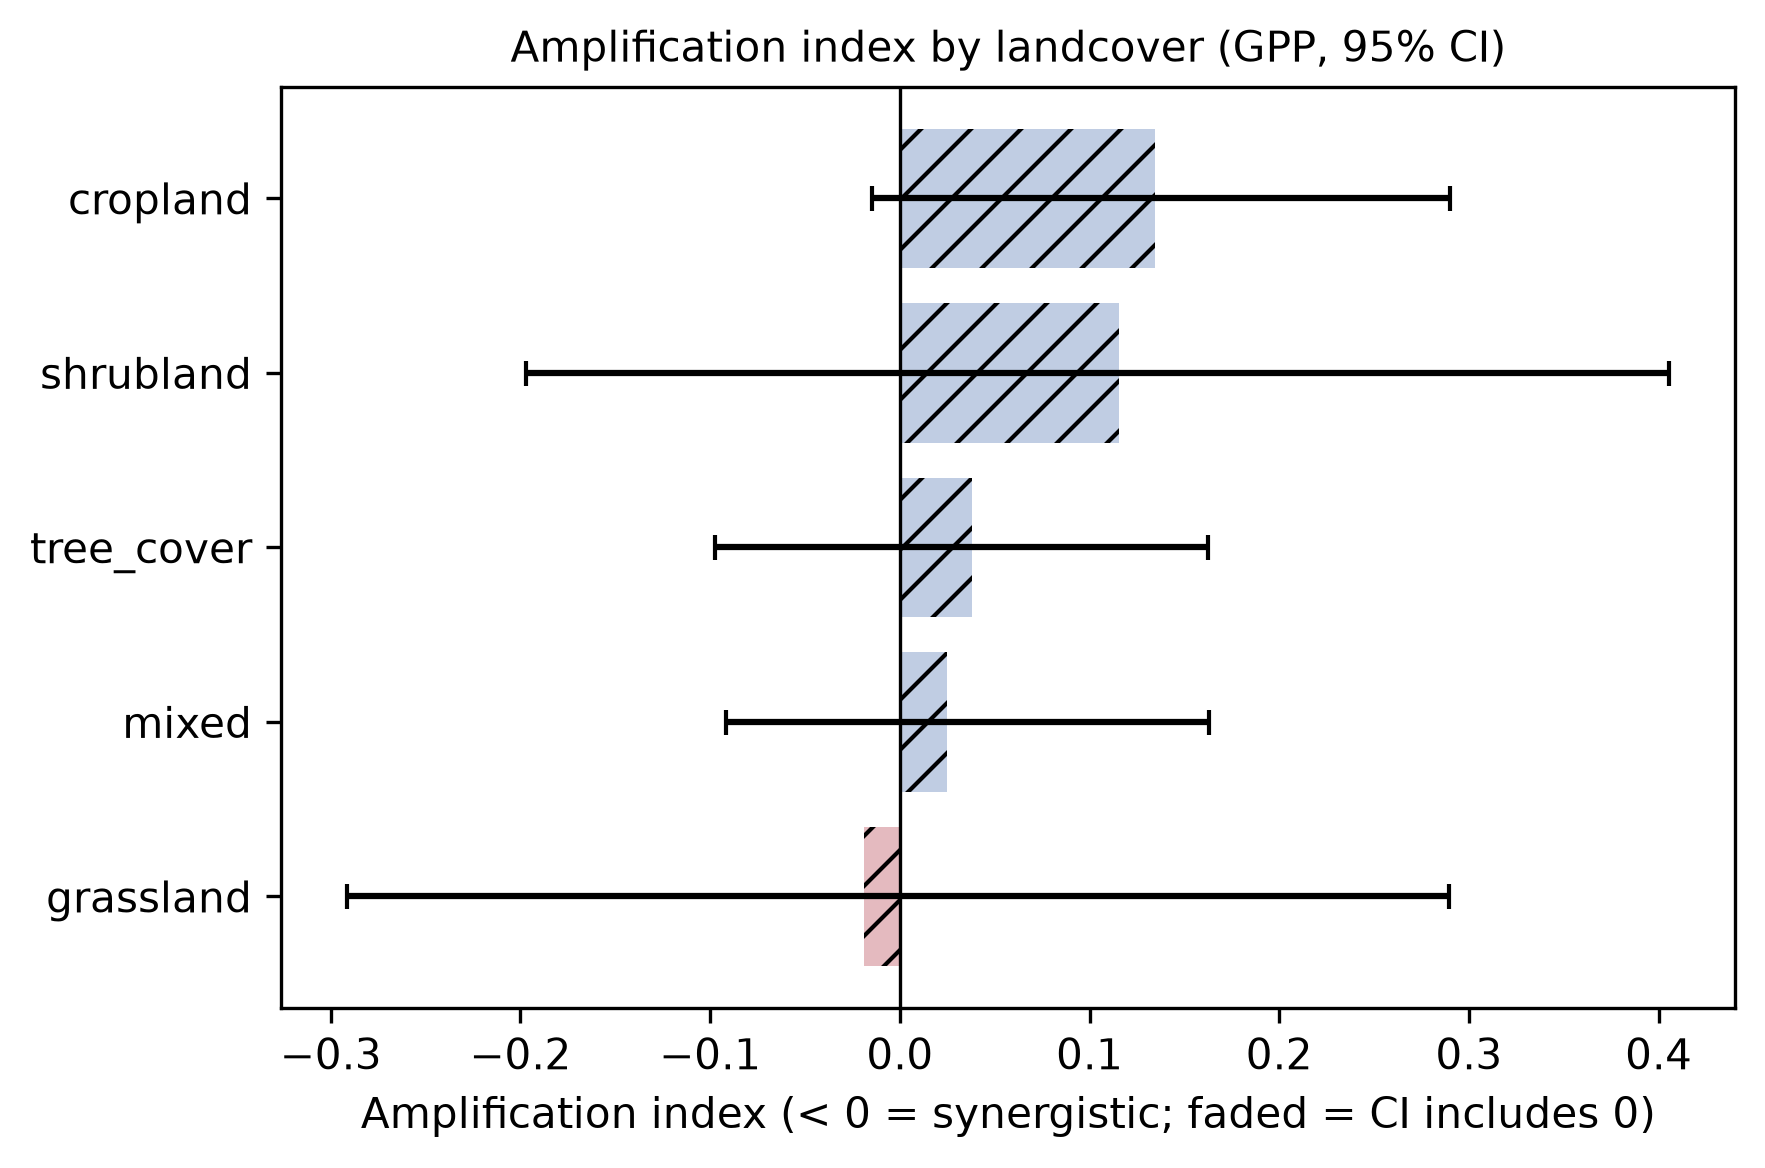 Amplification index by landcover (GPP, 95% CI)
cropland
shrubland
tree_cover
mixed
grassland
−0.3 −0.2 −0.1 0.0 0.1 0.2 0.3 0.4
Amplification index (< 0 = synergistic; faded = CI includes 0)